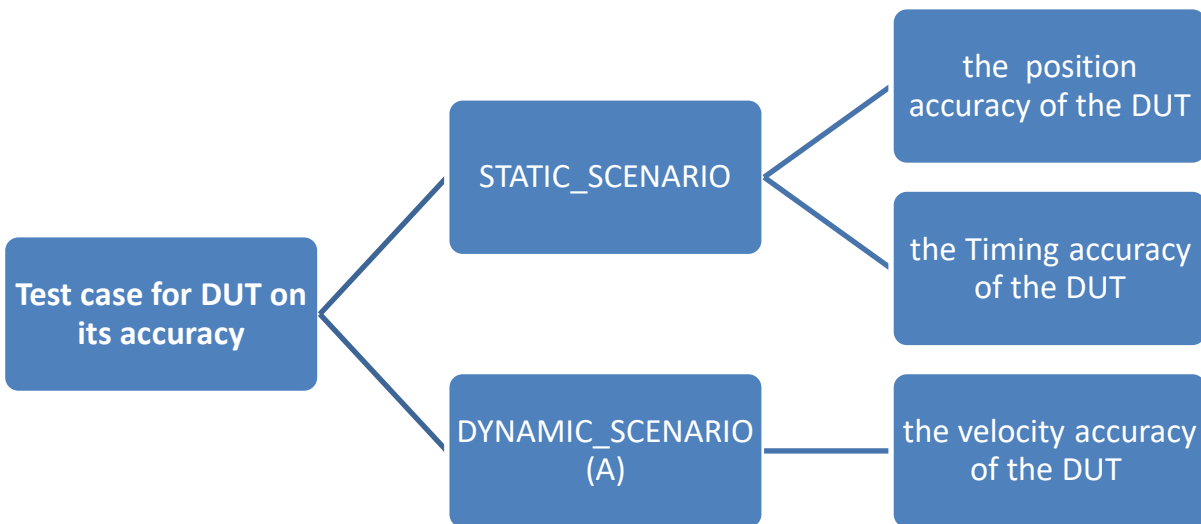 the position
accuracy of the DUT
STATIC_SCENARIO
the Timing accuracy
of the DUT
Test case for DUT on
its accuracy
DYNAMIC_SCENARIO
(A)
the velocity accuracy
of the DUT